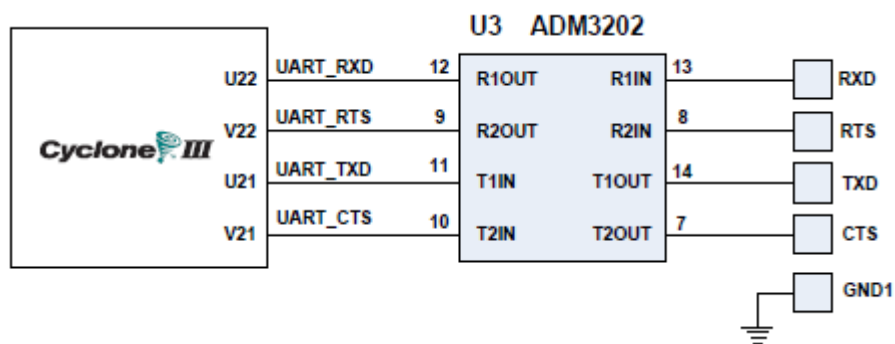 U3 ADM3202
U22 UART_RXD 12 R1OUT R1IN 13 RXD
V22 UART_RTS 9 R2OUT R2IN 8 RTS
Cyclone III
U21 UART_TXD 11 T1IN T1OUT 14 TXD
V21 UART_CTS 10 T2IN T2OUT 7 CTS
GND1